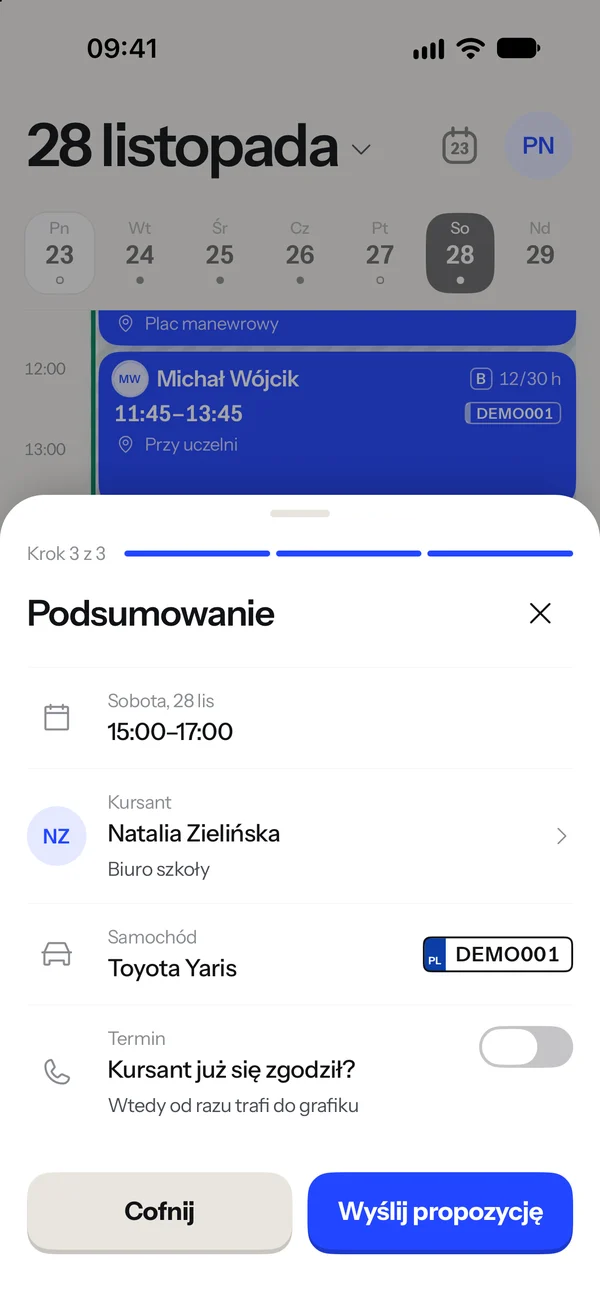 09:41
28 listopada
23
PN
Pn Wt Śr Cz Pt So Nd
23 24 25 26 27 28 29
Plac manewrowy
12:00
MW Michał Wójcik B 12/30 h
11:45–13:45 DEMO001
13:00
Przy uczelni
Krok 3 z 3
Podsumowanie
Sobota, 28 lis
15:00–17:00
Kursant
NZ Natalia Zielińska
Biuro szkoły
Samochód
Toyota Yaris
PL DEMO001
Termin
Kursant już się zgodził?
Wtedy od razu trafi do grafiku
Cofnij
Wyślij propozycję